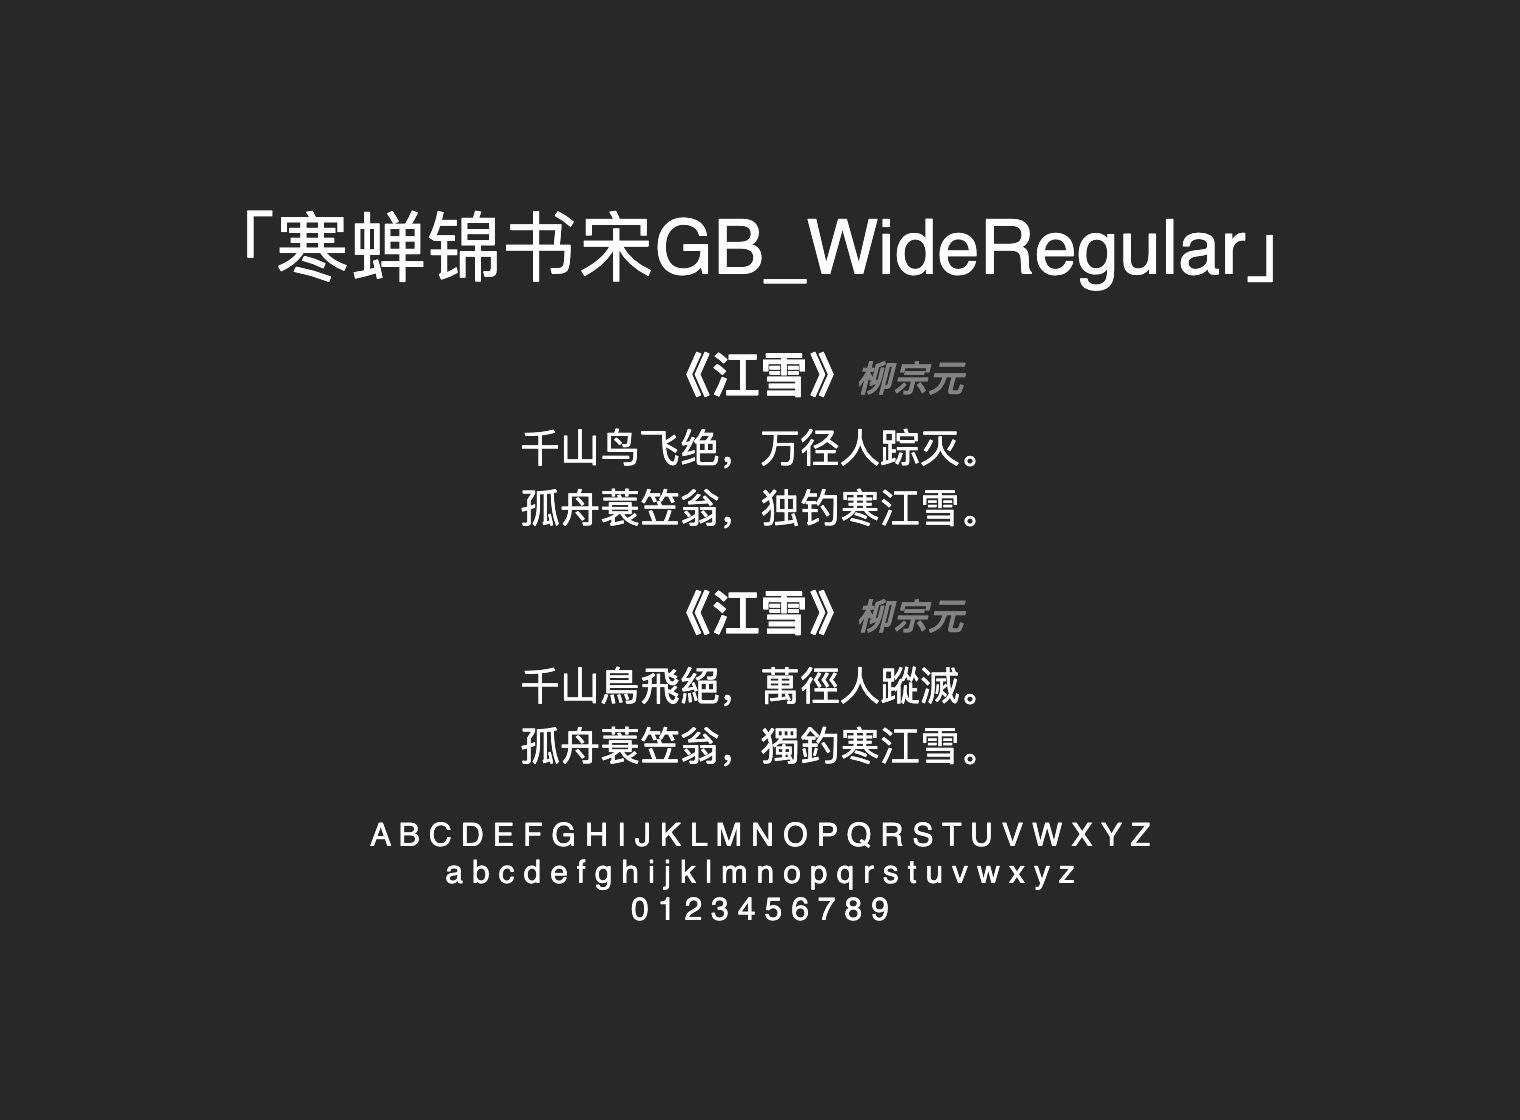 「寒蝉锦书宋GB_WideRegular」
《江雪》 柳宗元
千山鸟飞绝，万径人踪灭。
孤舟蓑笠翁，独钓寒江雪。
《江雪》 柳宗元
千山鳥飛絕，萬徑人蹤滅。
孤舟蓑笠翁，獨釣寒江雪。
A B C D E F G H I J K L M N O P Q R S T U V W X Y Z
a b c d e f g h i j k l m n o p q r s t u v w x y z
0 1 2 3 4 5 6 7 8 9